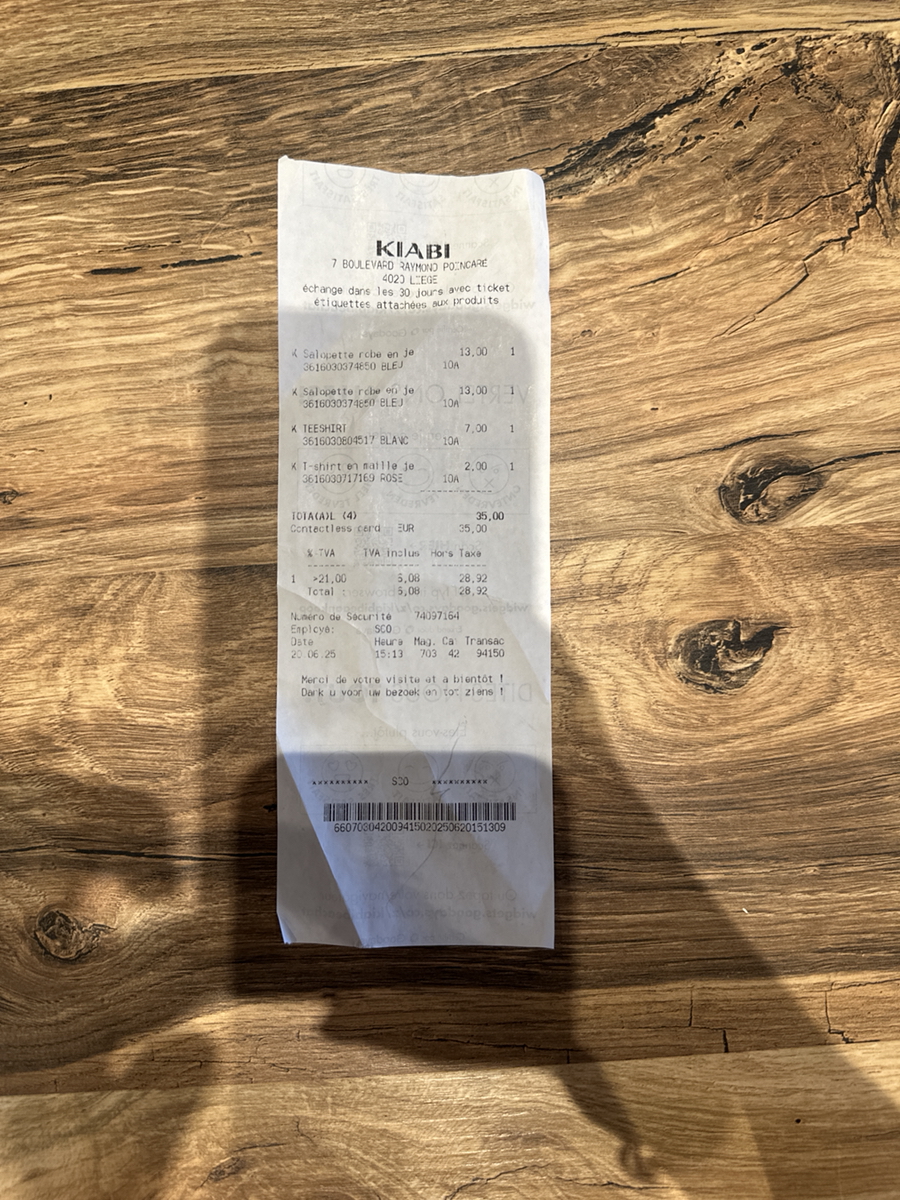 KIABI
7 BOULEVARD RAYMOND POINCARÉ
4020 LIEGE
échange dans les 30 jours avec ticket
étiquettes attachées aux produits
K Salopette robe en je 13,00 1
3616030374850 BLEU 10A
K Salopette robe en je 13,00 1
3616030374850 BLEU 10A
K TEESHIRT 7,00 1
3616030804517 BLANC 10A
K T-shirt en maille je 2,00 1
3616030717169 ROSE 10A
------------
TOTA(A)L (4) 35,00
Contactless card EUR 35,00
% TVA TVA inclus Hors Taxe
------- ---------- ---------
1 >21,00 6,08 28,92
Total 6,08 28,92
Numéro de Sécurité 74097164
Employé: SCO
Date Heure Mag. Ca Transac
20.06.25 15:13 703 42 94150
Merci de votre visite et a bientôt !
Dank u voor uw bezoek en tot ziens !
********** SCO **********
660703042009415020250620151309